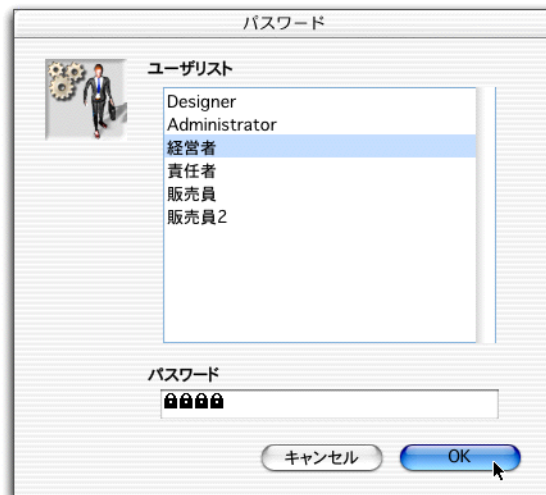 パスワード
ユーザリスト
Designer
Administrator
経営者
責任者
販売員
販売員2
パスワード
キャンセル
OK